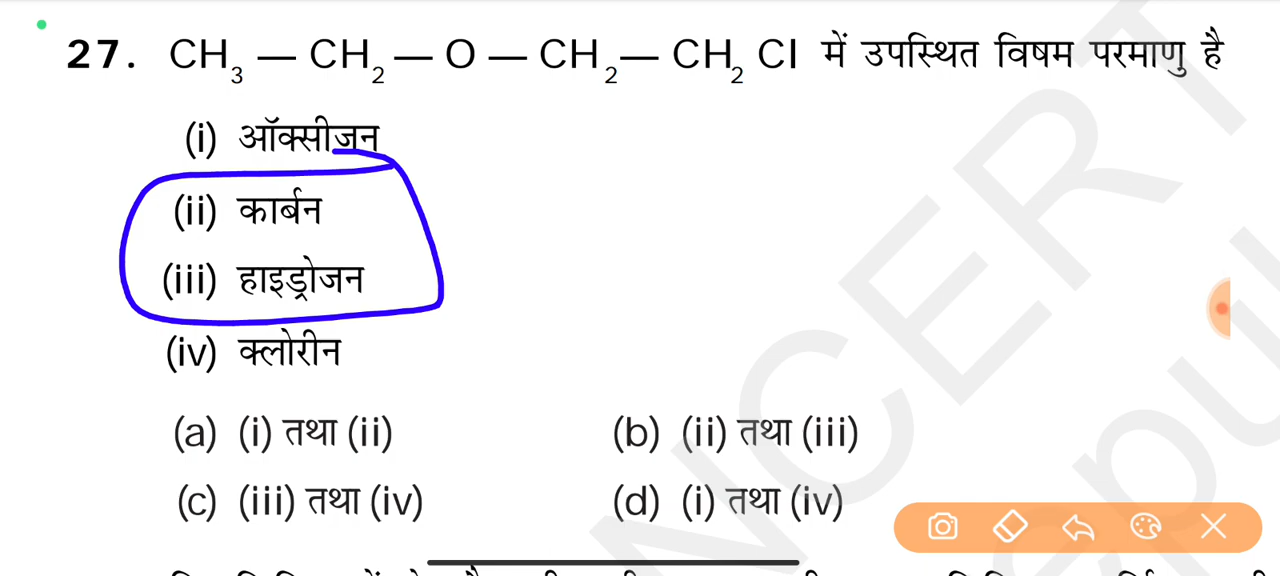 27. CH₃ — CH₂ — O — CH₂ — CH₂ Cl में उपस्थित विषम परमाणु है
(i) ऑक्सीजन
(ii) कार्बन
(iii) हाइड्रोजन
(iv) क्लोरीन
(a) (i) तथा (ii) (b) (ii) तथा (iii)
(c) (iii) तथा (iv) (d) (i) तथा (iv)
NCERT